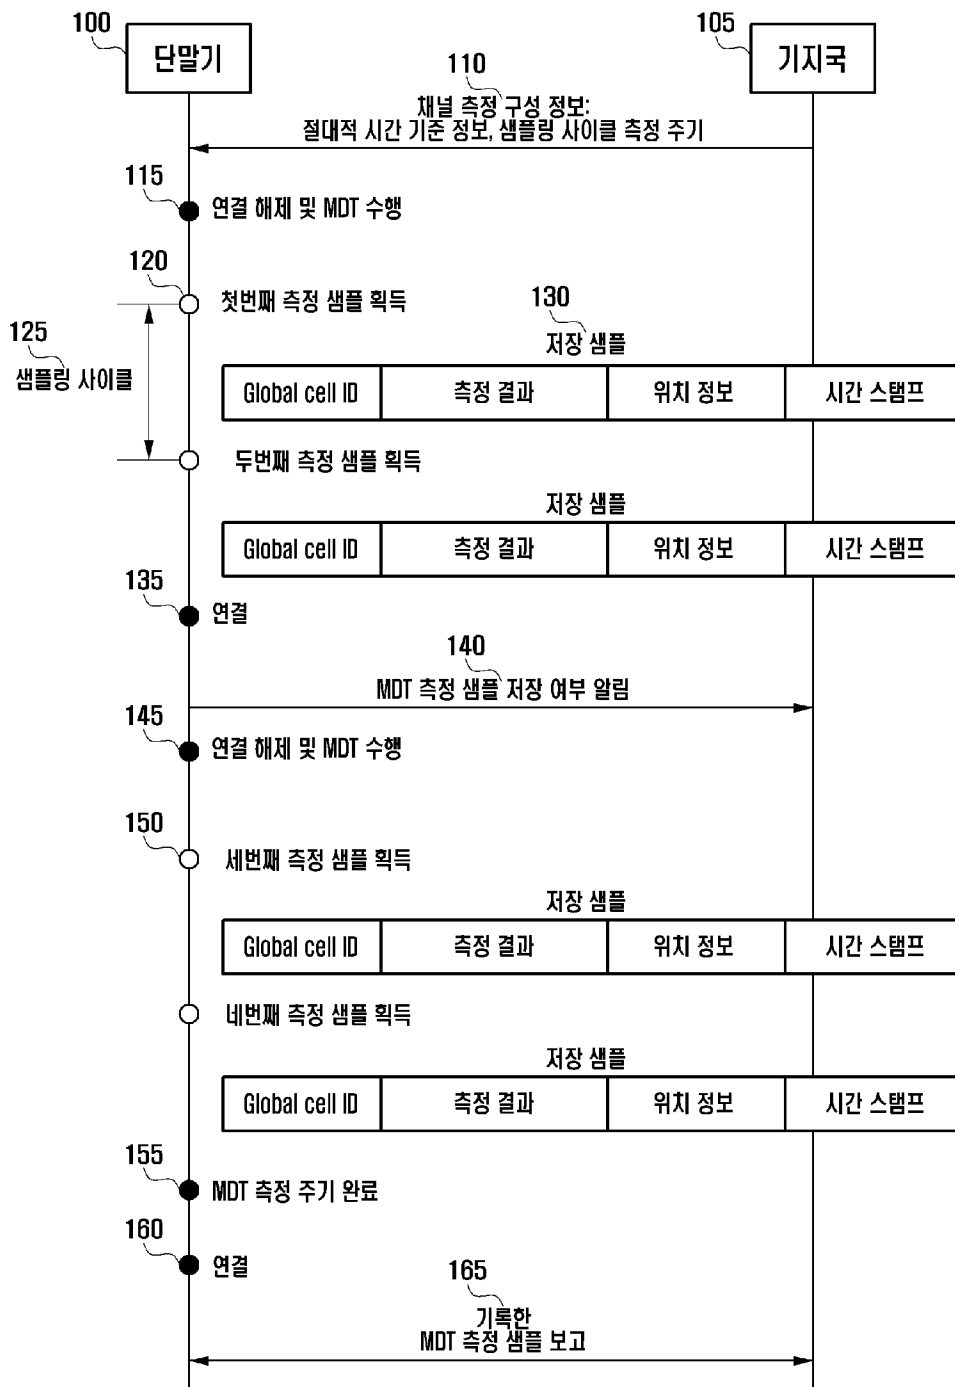 100
단말기
105
기지국
110
채널 측정 구성 정보:
절대적 시간 기준 정보, 샘플링 사이클 측정 주기
115
연결 해제 및 MDT 수행
120
첫번째 측정 샘플 획득
125
샘플링 사이클
130
저장 샘플
Global cell ID 측정 결과 위치 정보 시간 스탬프
두번째 측정 샘플 획득
저장 샘플
Global cell ID 측정 결과 위치 정보 시간 스탬프
135
연결
140
MDT 측정 샘플 저장 여부 알림
145
연결 해제 및 MDT 수행
150
세번째 측정 샘플 획득
저장 샘플
Global cell ID 측정 결과 위치 정보 시간 스탬프
네번째 측정 샘플 획득
저장 샘플
Global cell ID 측정 결과 위치 정보 시간 스탬프
155
MDT 측정 주기 완료
160
연결
165
기록한
MDT 측정 샘플 보고